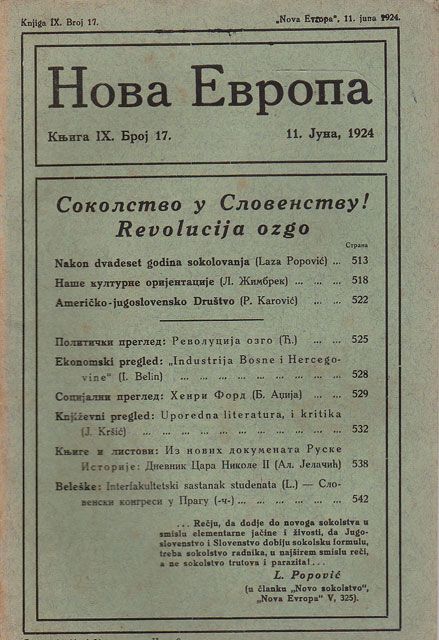 Knjiga IX. Broj 17.
„Nova Evropa“, 11. juna 1924.
Нова Европа
Књига IX. Број 17.
11. Јуна, 1924
Соколство у Словенству!
Revolucija ozgo
Страна
Nakon dvadeset godina sokolovanja (Laza Popović) ... 513
Наше културне оријентације (Л. Жимбрек) ... ... ... 518
Američko-jugoslovensko Društvo (P. Karović) ... ... 522
Политички преглед: Револуција озго (Ћ.) ... ... 525
Ekonomski pregled: „Industrija Bosne i Hercego-
vine“ (I. Belin) ... ... ... ... ... ... ... ... 528
Социјални преглед: Хенри Форд (Б. Аџија) ... ... 529
Književni pregled: Uporedna literatura, i kritika
(J. Kršić) ... ... ... ... ... ... ... ... ... ... 532
Књиге и листови: Из нових докумената Руске
Историје: Дневник Цара Николе II (Ал. Јелачић) 538
Beleške: Interfakultetski sastanak studenata (L.) — Сло-
венски конгреси у Прагу (-ч-) ... ... ... ... ... 542
... Rečju, da dodje do novoga sokolstva u
smislu elementarne jačine i živosti, da Jugo-
slovenstvo i Slovenstvo dobiju sokolsku formulu,
treba sokolstvo radnika, u najširem smislu reči,
a ne sokolstvo trutova i parazita! ...
L. Popović
(u članku „Novo sokolstvo“,
„Nova Evropa“ V, 325).